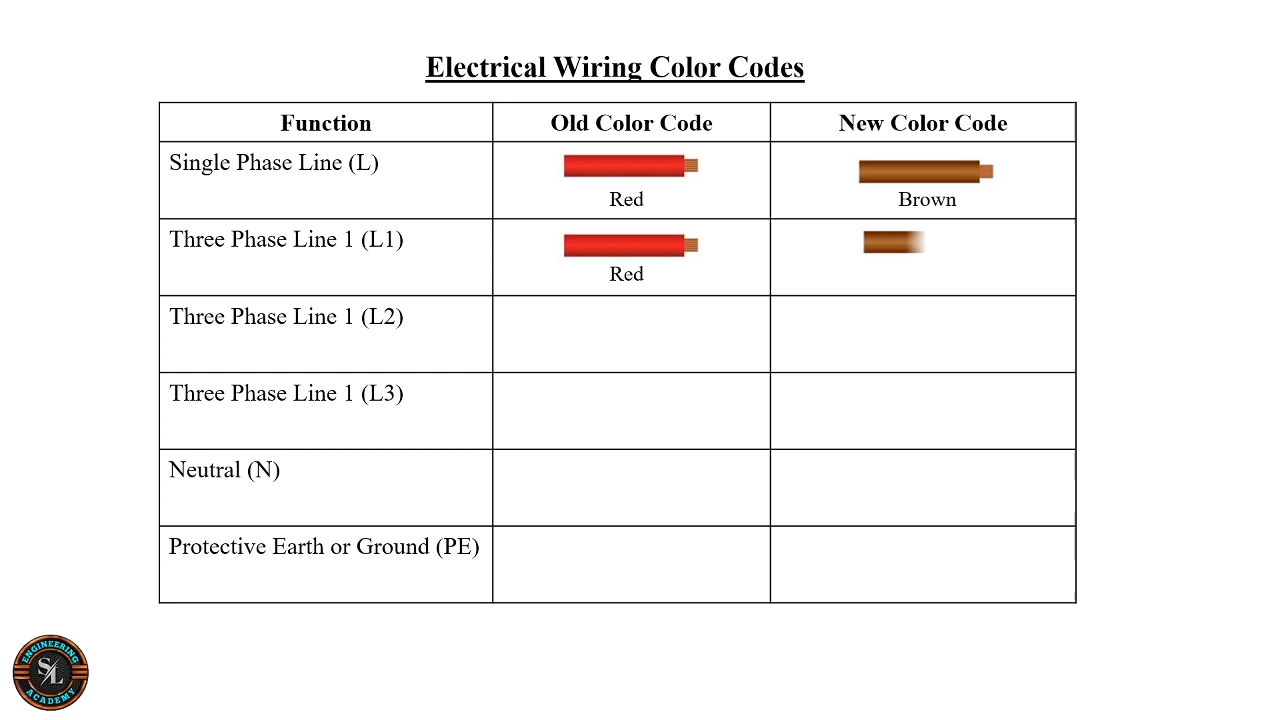 Electrical Wiring Color Codes
Function Old Color Code New Color Code
Single Phase Line (L)
Red Brown
Three Phase Line 1 (L1)
Red
Three Phase Line 1 (L2)
Three Phase Line 1 (L3)
Neutral (N)
Protective Earth or Ground (PE)
ENGINEERING
S/L
ACADEMY